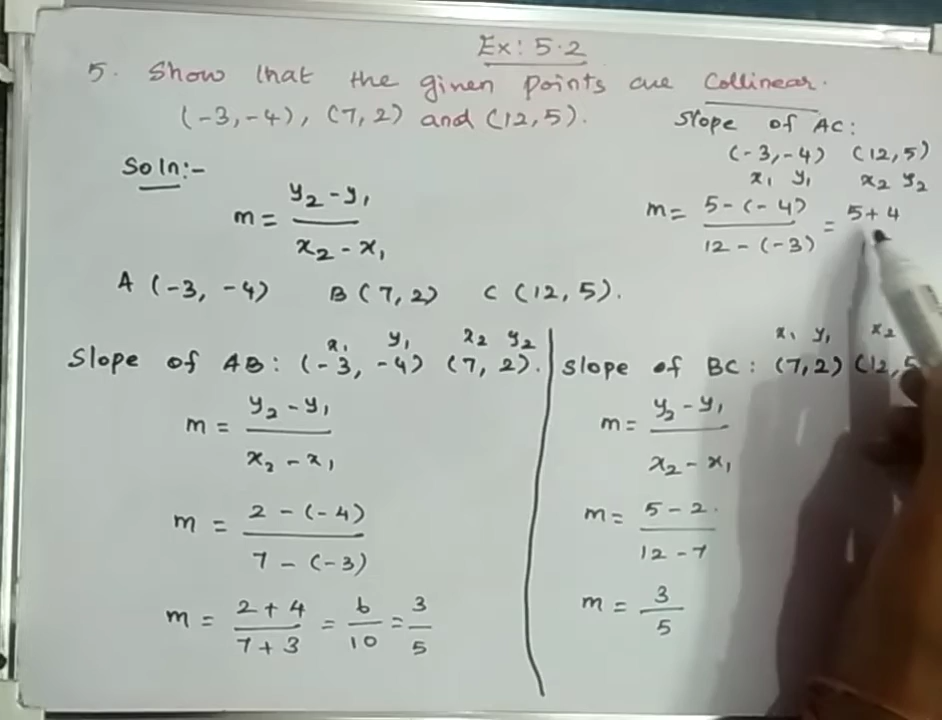 Ex: 5.2
5. Show that the given points are collinear.
(-3,-4), (7,2) and (12,5).
Soln:-
m = y₂ - y₁ / x₂ - x₁
Slope of AC:
(-3,-4) (12,5)
x₁ y₁ x₂ y₂
m = 5-(-4) / 12-(-3) = 5+4
A (-3, -4) B (7, 2) C (12, 5).
x₁ y₁ x₂ y₂
Slope of AB: (-3, -4) (7, 2).
m = y₂ - y₁ / x₂ - x₁
m = 2-(-4) / 7-(-3)
m = 2+4 / 7+3 = 6/10 = 3/5
x₁ y₁ x₂
Slope of BC: (7,2) (12,5
m = y₂ - y₁ / x₂ - x₁
m = 5-2 / 12-7
m = 3/5